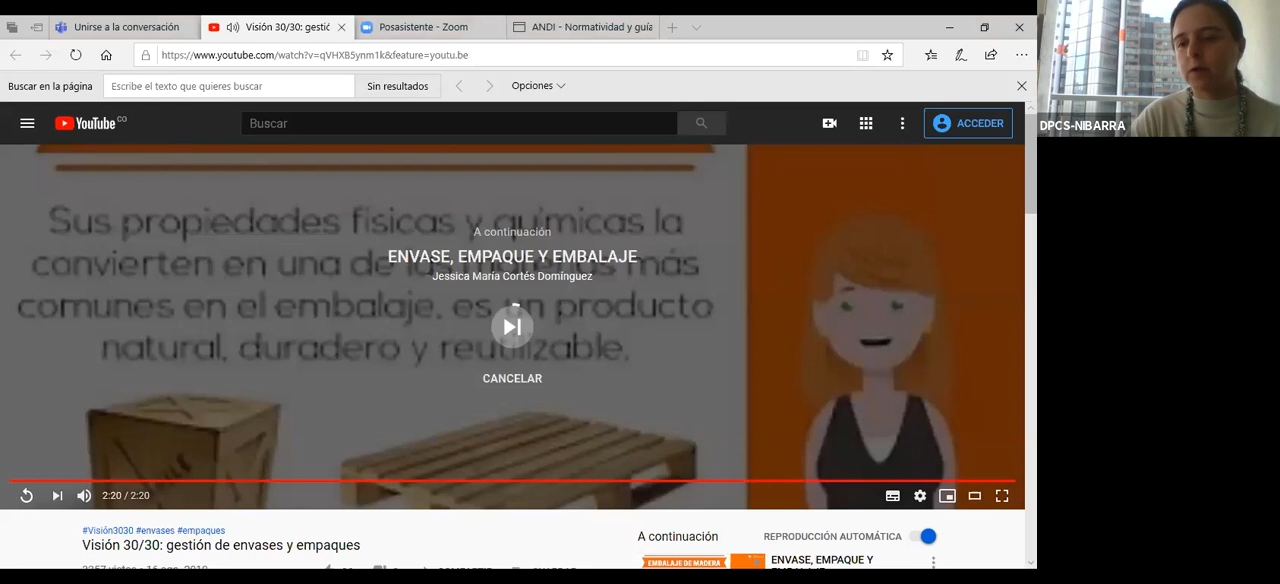 Unirse a la conversación
Visión 30/30: gestió
Posasistente - Zoom
ANDI - Normatividad y guía
https://www.youtube.com/watch?v=qVHXB5ynm1k&feature=youtu.be
Buscar en la página
Escribe el texto que quieres buscar
Sin resultados
Opciones
YouTube CO
Buscar
ACCEDER
DPCS-NIBARRA
Sus propiedades físicas y químicas la
convierten en una de las más
comunes en el embalaje, es un producto
natural, duradero y reutilizable.
A continuación
ENVASE, EMPAQUE Y EMBALAJE
Jessica María Cortés Domínguez
CANCELAR
2:20 / 2:20
#Visión3030 #envases #empaques
Visión 30/30: gestión de envases y empaques
A continuación
REPRODUCCIÓN AUTOMÁTICA
EMBALAJE DE MADERA
ENVASE, EMPAQUE Y